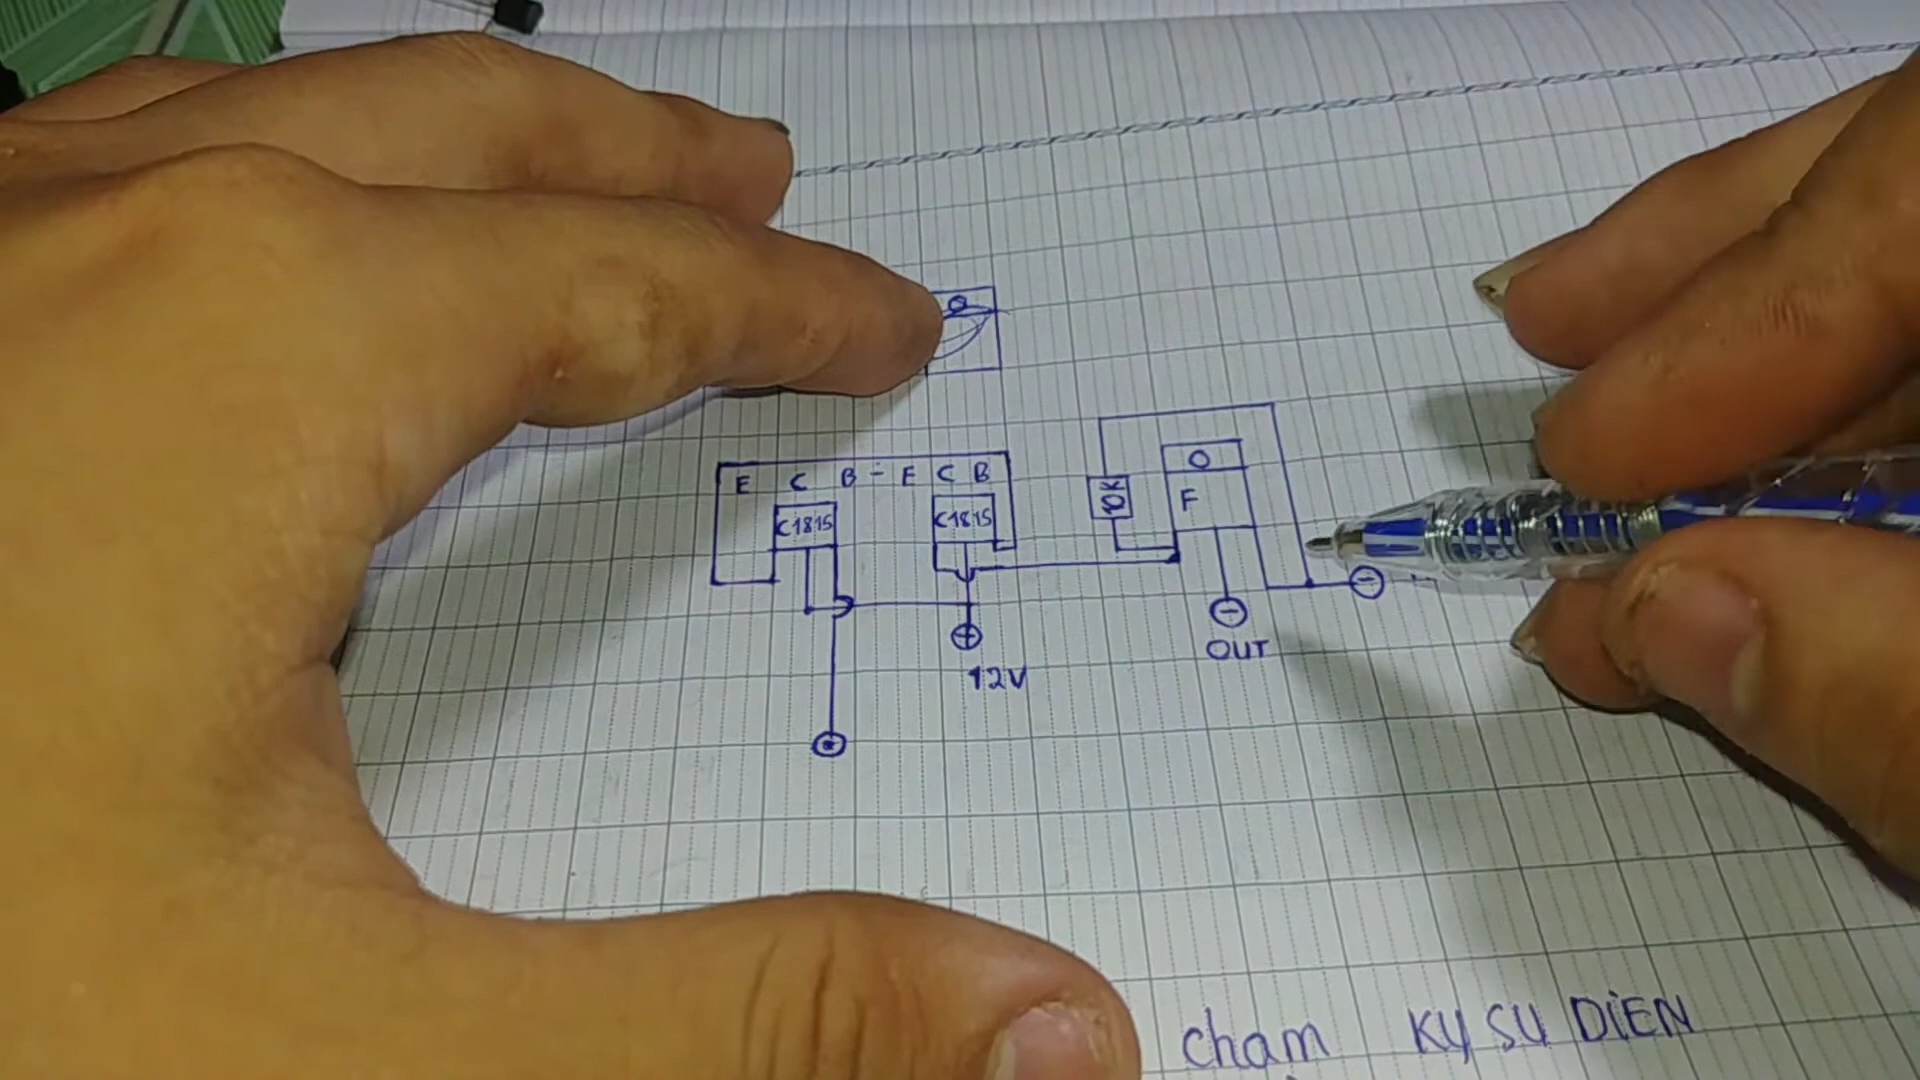 E C B - E C B
C1815 C1815
10K
F
OUT
12V
cham KY SU DIEN